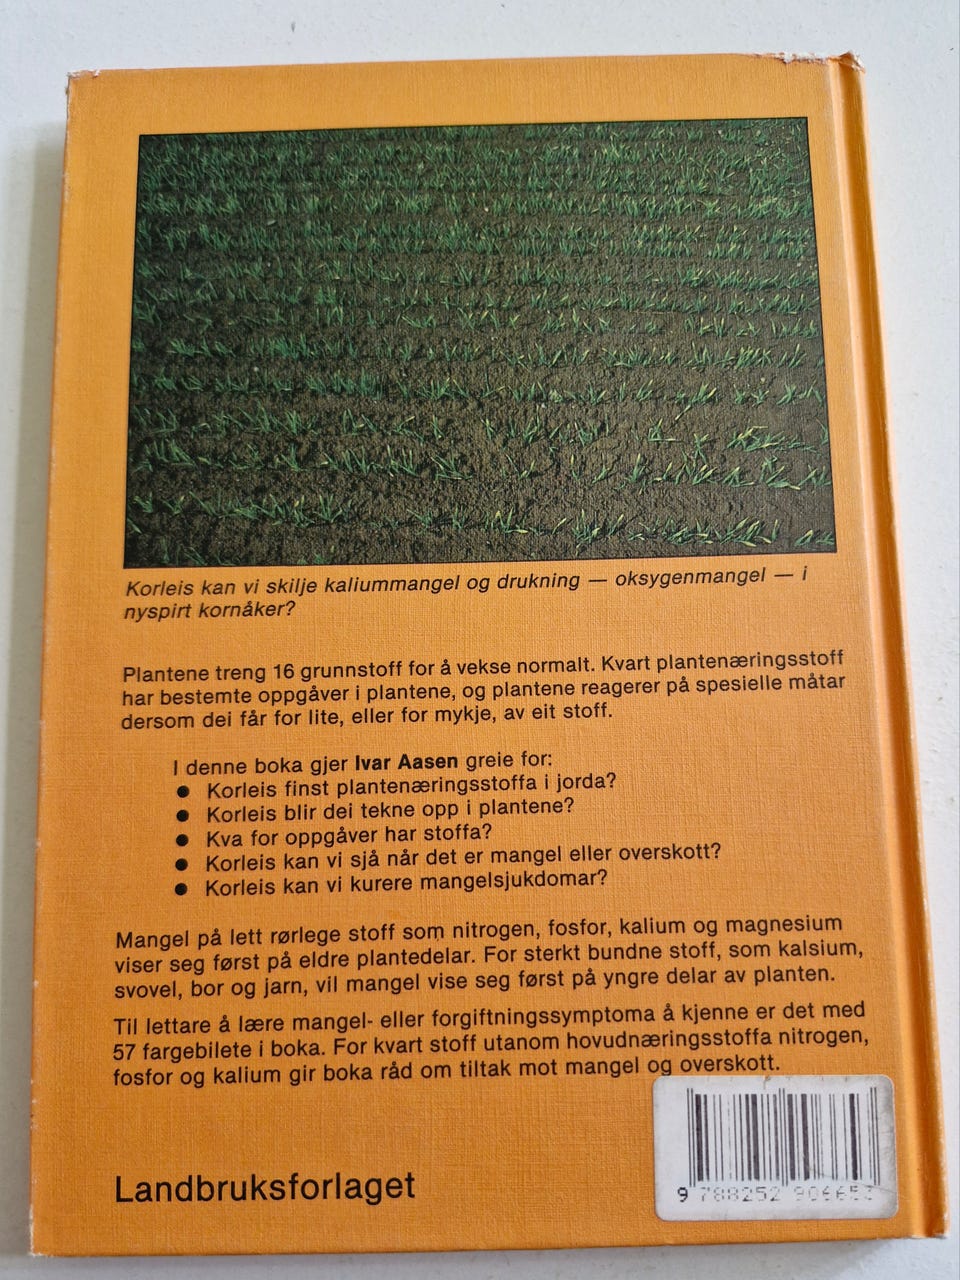 Korleis kan vi skilje kaliummangel og drukning — oksygenmangel — i
nyspirt kornåker?
Plantene treng 16 grunnstoff for å vekse normalt. Kvart plantenæringsstoff
har bestemte oppgåver i plantene, og plantene reagerer på spesielle måtar
dersom dei får for lite, eller for mykje, av eit stoff.
I denne boka gjer Ivar Aasen greie for:
● Korleis finst plantenæringsstoffa i jorda?
● Korleis blir dei tekne opp i plantene?
● Kva for oppgåver har stoffa?
● Korleis kan vi sjå når det er mangel eller overskott?
● Korleis kan vi kurere mangelsjukdomar?
Mangel på lett rørlege stoff som nitrogen, fosfor, kalium og magnesium
viser seg først på eldre plantedelar. For sterkt bundne stoff, som kalsium,
svovel, bor og jarn, vil mangel vise seg først på yngre delar av planten.
Til lettare å lære mangel- eller forgiftningssymptoma å kjenne er det med
57 fargebilete i boka. For kvart stoff utanom hovudnæringsstoffa nitrogen,
fosfor og kalium gir boka råd om tiltak mot mangel og overskott.
Landbruksforlaget
9 788252 906653